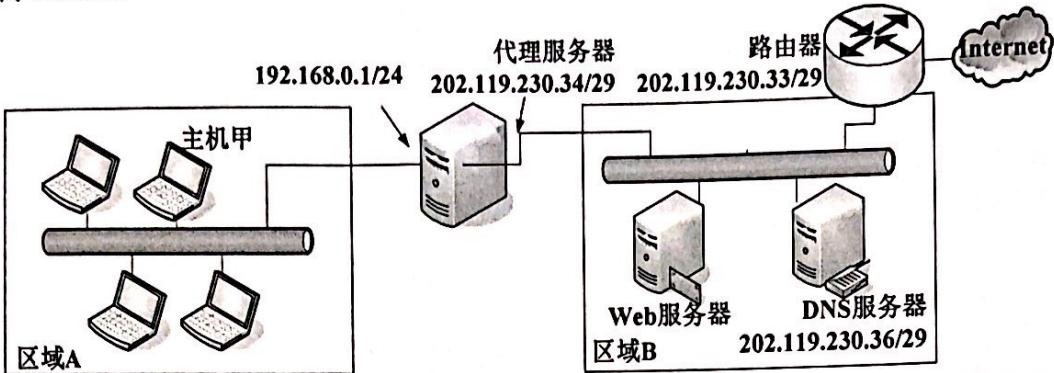 代理服务器
路由器
Internet
192.168.0.1/24
202.119.230.34/29
202.119.230.33/29
主机甲
Web服务器
DNS服务器
202.119.230.36/29
区域A
区域B